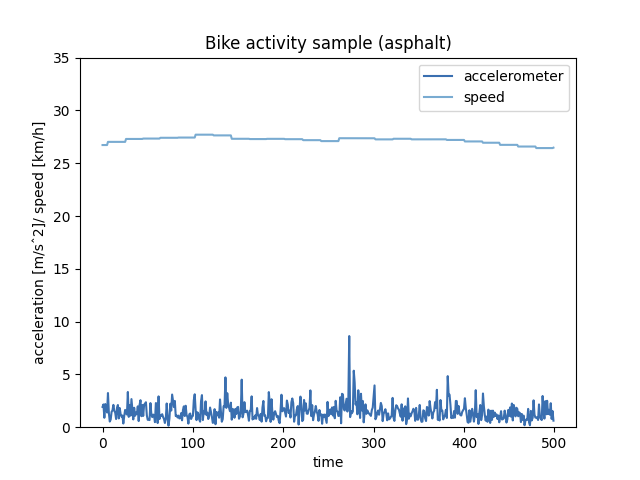 Bike activity sample (asphalt)
35
30
25
20
15
10
5
0
acceleration [m/sˆ2]/ speed [km/h]
accelerometer
speed
0 100 200 300 400 500
time